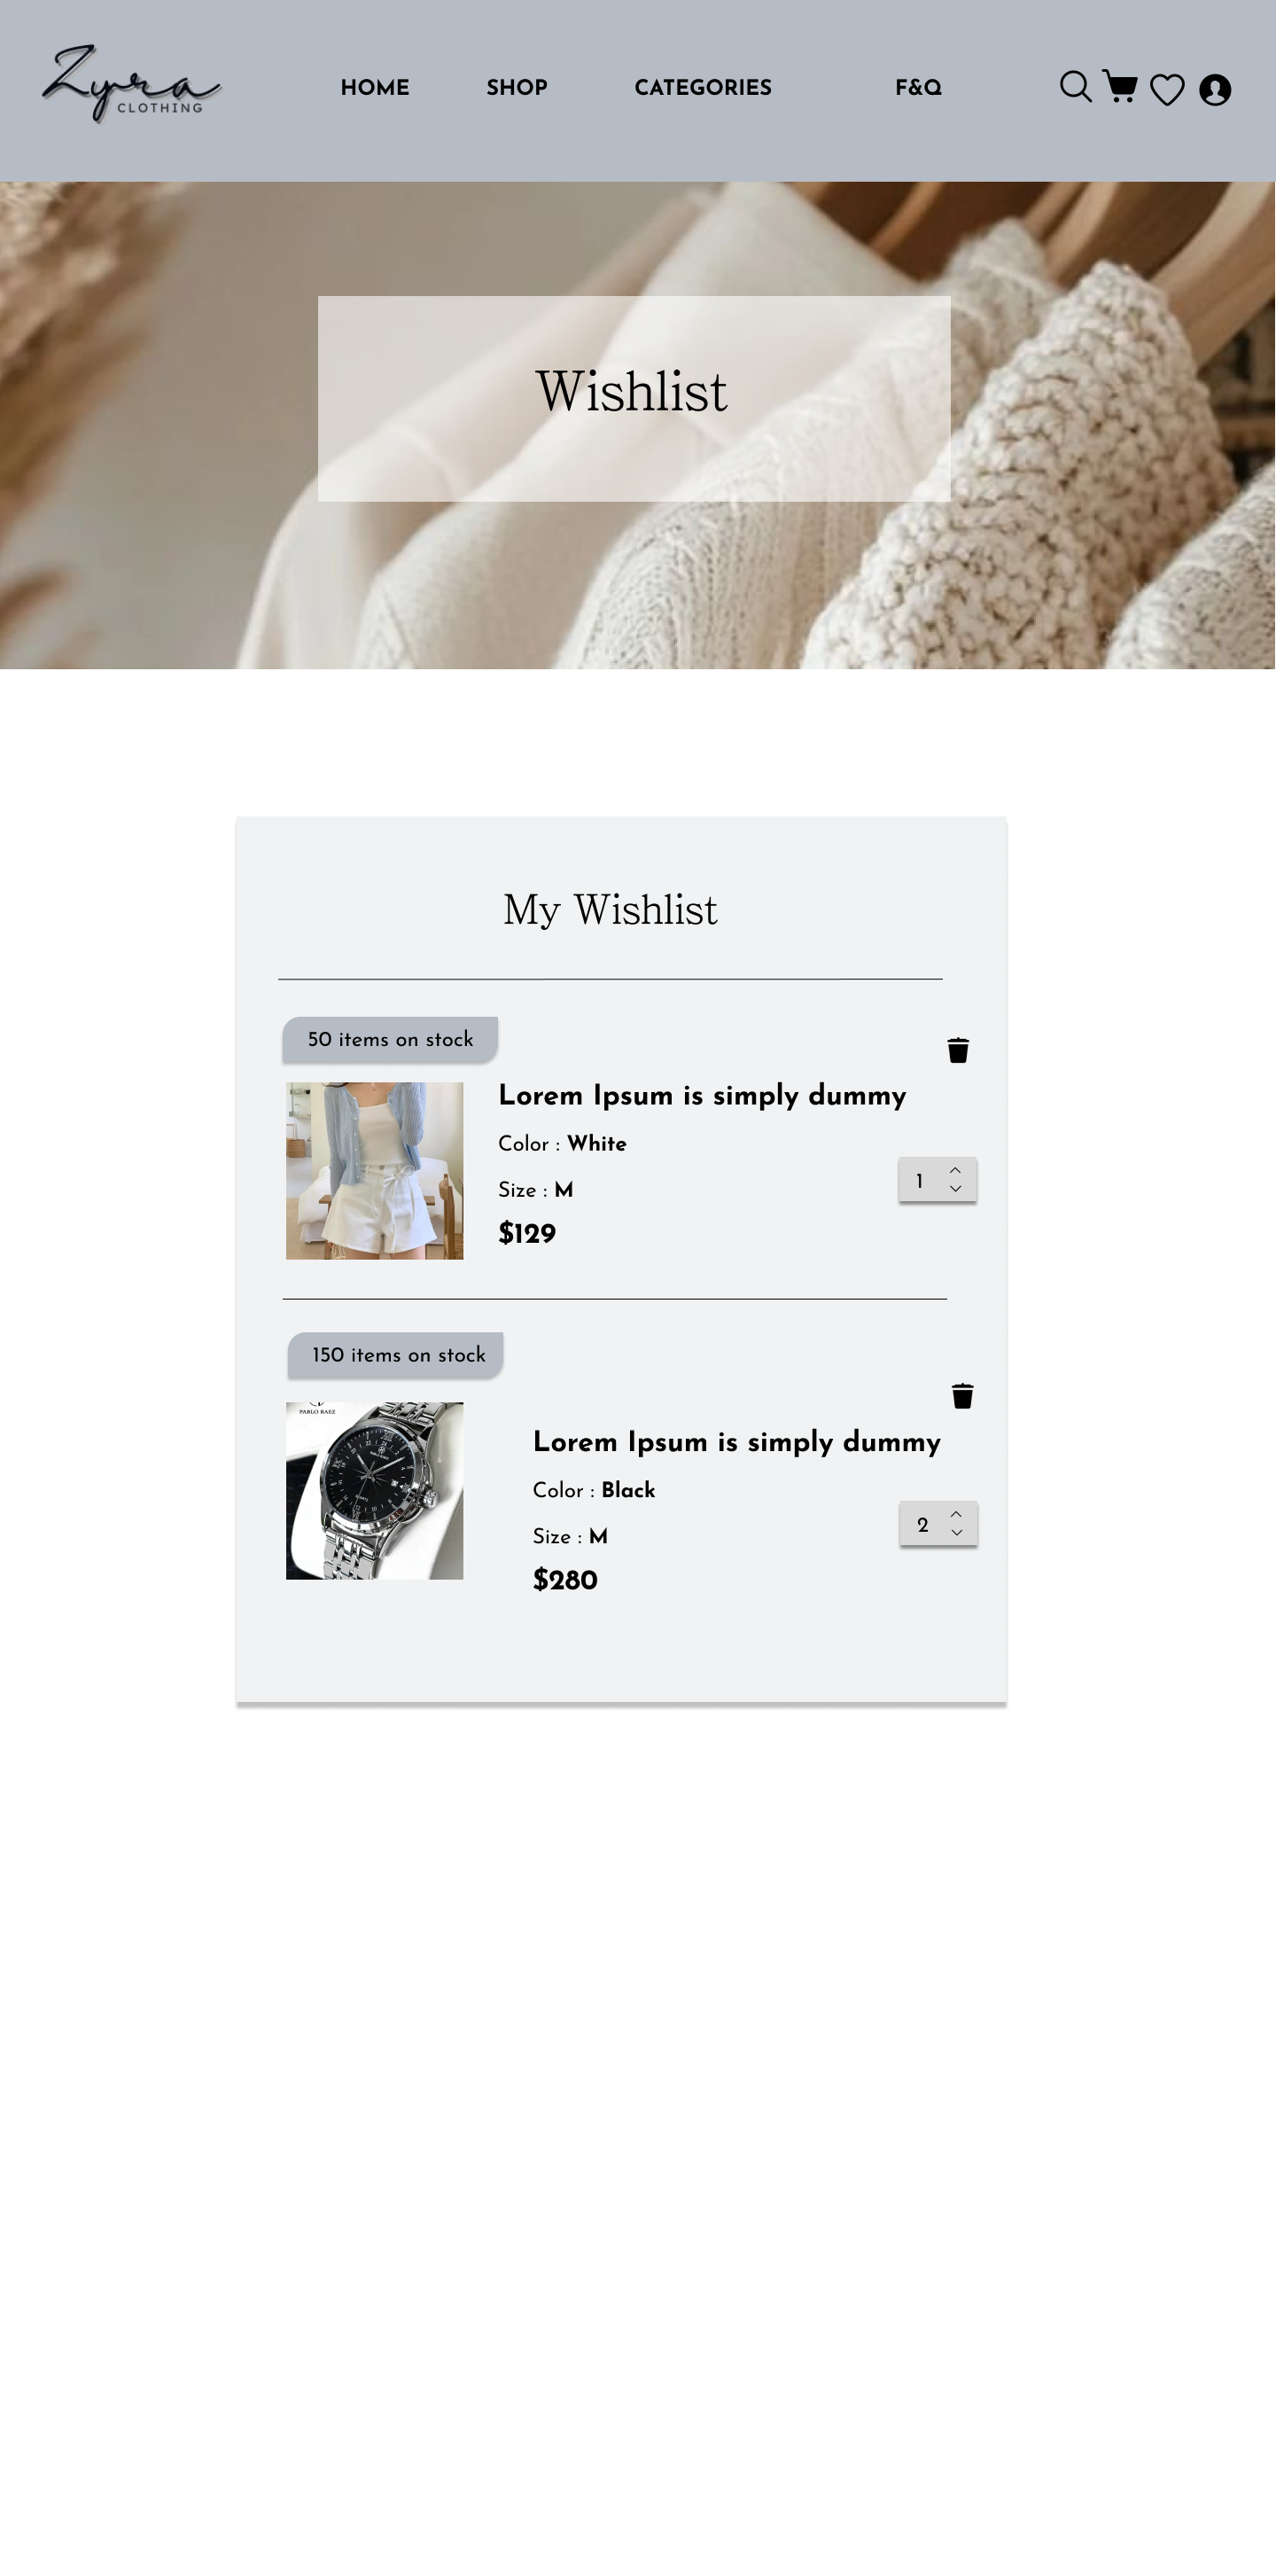 Zyra
CLOTHING
HOME SHOP CATEGORIES F&Q
Wishlist
My Wishlist
50 items on stock
Lorem Ipsum is simply dummy
Color : White
Size : M
1
$129
150 items on stock
PABLO RAEZ
Lorem Ipsum is simply dummy
Color : Black
Size : M
2
$280